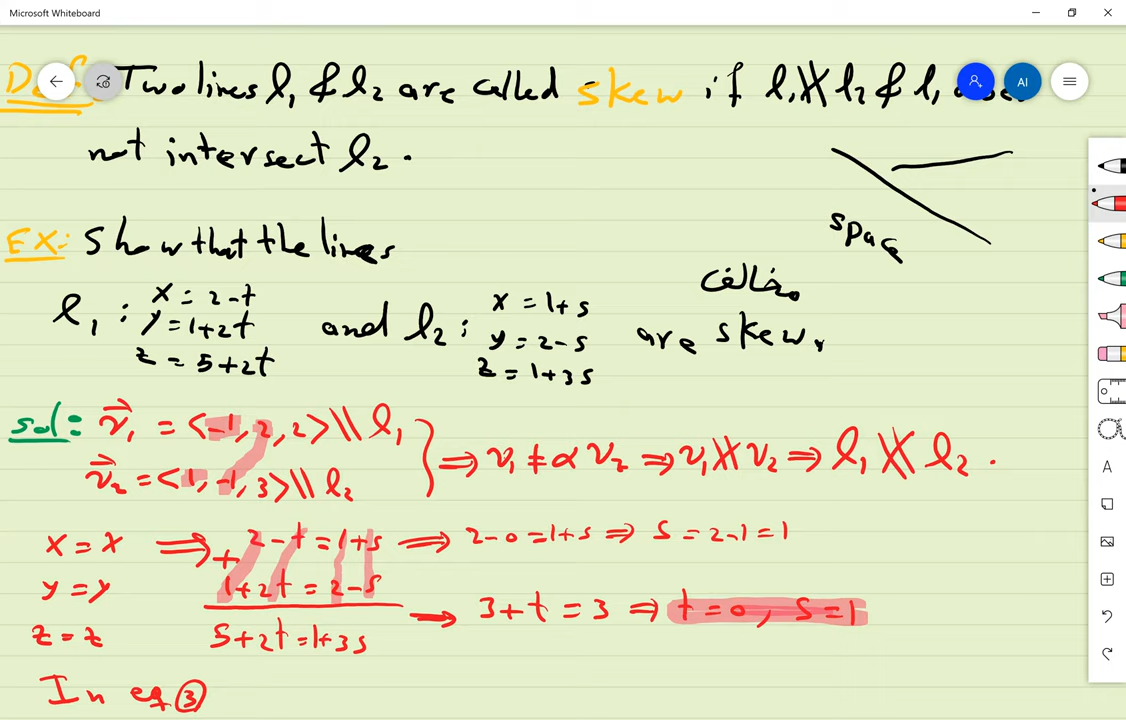 Microsoft Whiteboard
Def: Two lines l₁ & l₂ are called skew if l₁ ∦ l₂ & l₁ does
not intersect l₂.
space
EX: Show that the lines
مخالف
l₁ : x = 2-t
y = 1+2t
z = 5+2t
and l₂ : x = 1+s
y = 2-s
z = 1+3s
are skew.
sol: v⃗₁ = <-1, 2, 2> \\ l₁
v⃗₂ = <1, -1, 3> \\ l₂
} ⇒ v₁ ≠ α v₂ ⇒ v₁ ∦ v₂ ⇒ l₁ ∦ l₂ .
x = x ⇒ 2-t = 1+s ⇒ 2-0 = 1+s ⇒ s = 2-1 = 1
y = y + 1+2t = 2-s
→ 3+t = 3 ⇒ t=0, s=1
z = z 5+2t = 1+3s
In eq ③
AI
A